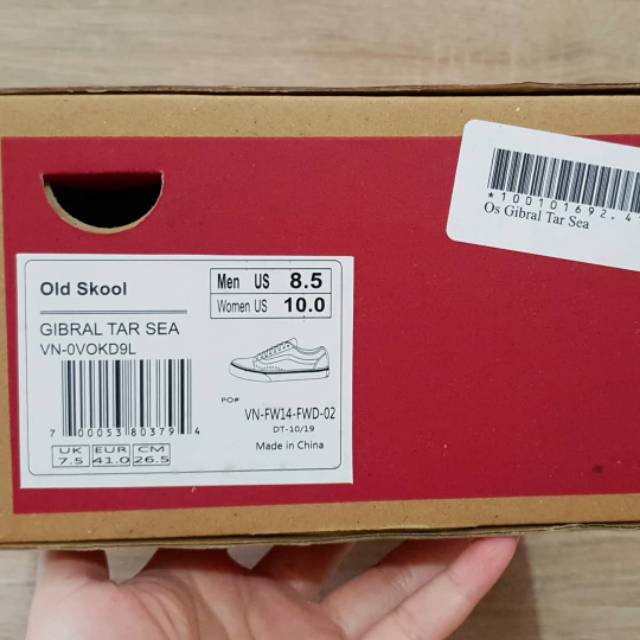 *100101692.4
Os Gibral Tar Sea
Old Skool
Men US 8.5
Women US 10.0
GIBRAL TAR SEA
VN-0VOKD9L
7 00053 80379 4
PO#
VN-FW14-FWD-02
DT-10/19
Made in China
UK EUR CM
7.5 41.0 26.5